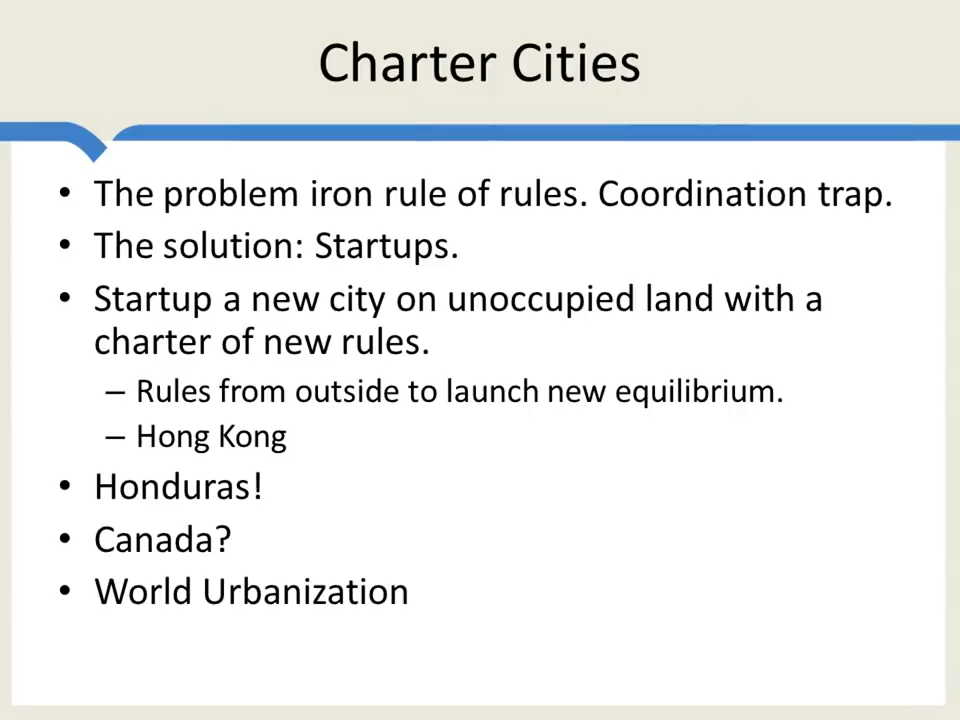 Charter Cities
• The problem iron rule of rules. Coordination trap.
• The solution: Startups.
• Startup a new city on unoccupied land with a
charter of new rules.
– Rules from outside to launch new equilibrium.
– Hong Kong
• Honduras!
• Canada?
• World Urbanization